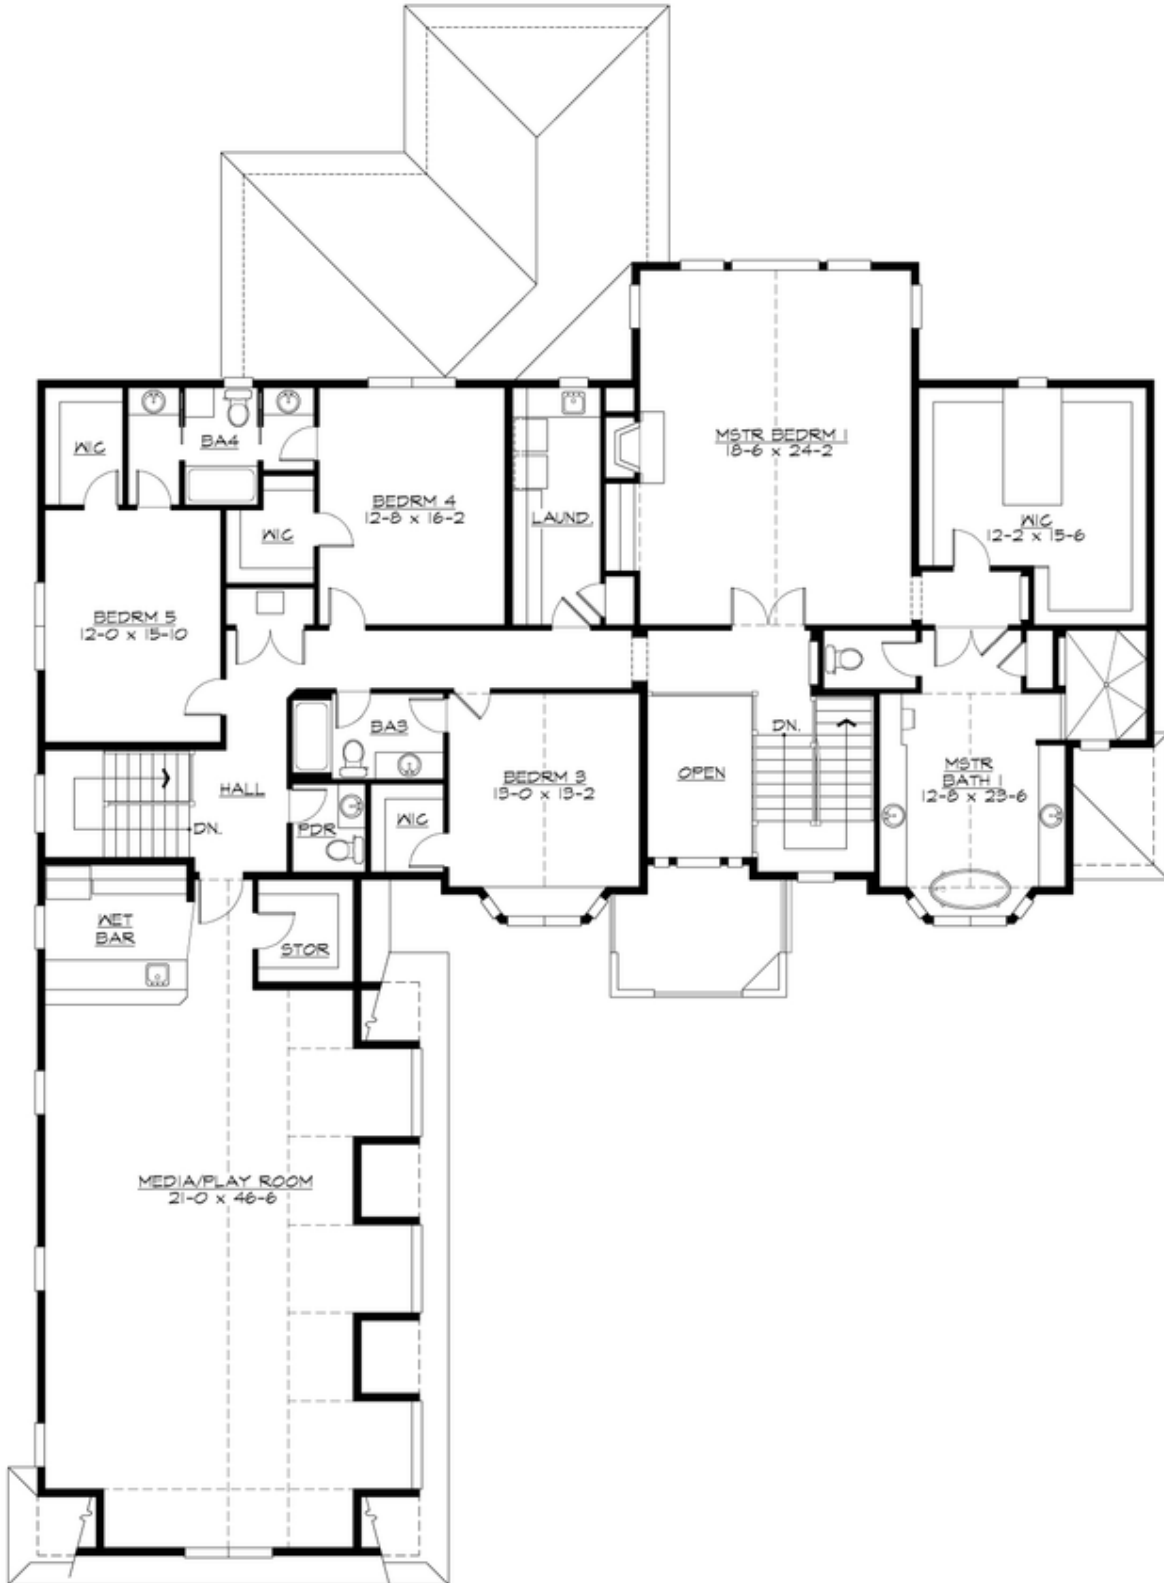 MSTR BEDRM 1
18-6 x 24-2
WIC
BA4
BEDRM 4
12-8 x 16-2
LAUND.
WIC
12-2 x 15-6
WIC
BEDRM 5
12-0 x 15-10
BA3
DN.
OPEN
MSTR
BATH 1
12-8 x 23-6
BEDRM 3
13-0 x 13-2
HALL
DN.
PDR
WIC
WET
BAR
STOR
MEDIA/PLAY ROOM
21-0 x 46-6